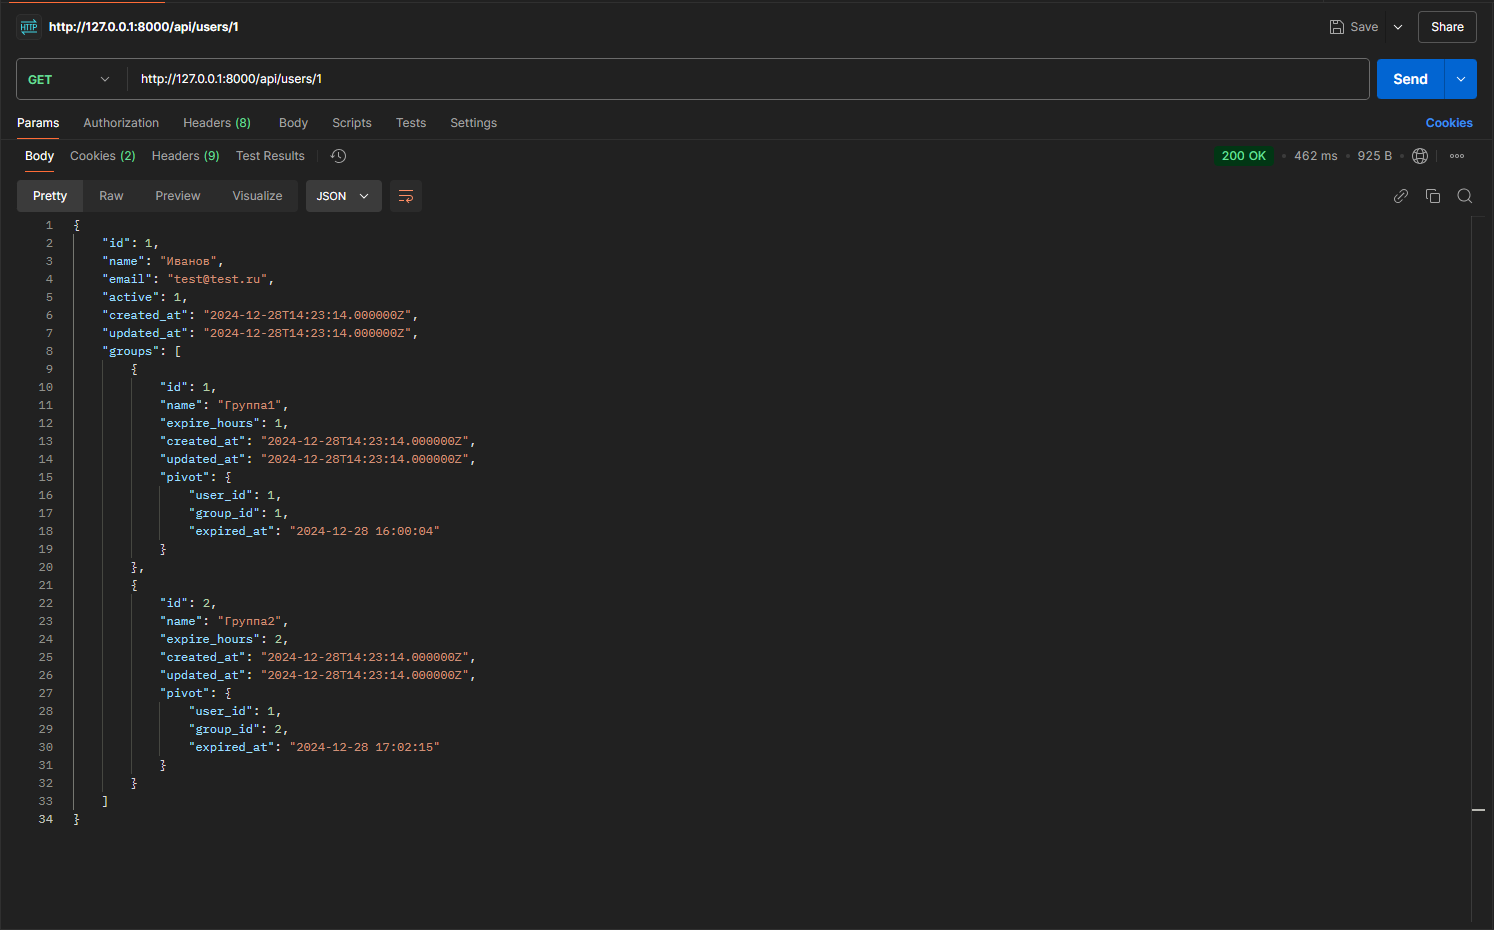 HTTP http://127.0.0.1:8000/api/users/1 Save Share
GET http://127.0.0.1:8000/api/users/1 Send
Params Authorization Headers (8) Body Scripts Tests Settings Cookies
Body Cookies (2) Headers (9) Test Results 200 OK 462 ms 925 B
Pretty Raw Preview Visualize JSON
1 {
2 "id": 1,
3 "name": "Иванов",
4 "email": "test@test.ru",
5 "active": 1,
6 "created_at": "2024-12-28T14:23:14.000000Z",
7 "updated_at": "2024-12-28T14:23:14.000000Z",
8 "groups": [
9 {
10 "id": 1,
11 "name": "Группа1",
12 "expire_hours": 1,
13 "created_at": "2024-12-28T14:23:14.000000Z",
14 "updated_at": "2024-12-28T14:23:14.000000Z",
15 "pivot": {
16 "user_id": 1,
17 "group_id": 1,
18 "expired_at": "2024-12-28 16:00:04"
19 }
20 },
21 {
22 "id": 2,
23 "name": "Группа2",
24 "expire_hours": 2,
25 "created_at": "2024-12-28T14:23:14.000000Z",
26 "updated_at": "2024-12-28T14:23:14.000000Z",
27 "pivot": {
28 "user_id": 1,
29 "group_id": 2,
30 "expired_at": "2024-12-28 17:02:15"
31 }
32 }
33 ]
34 }